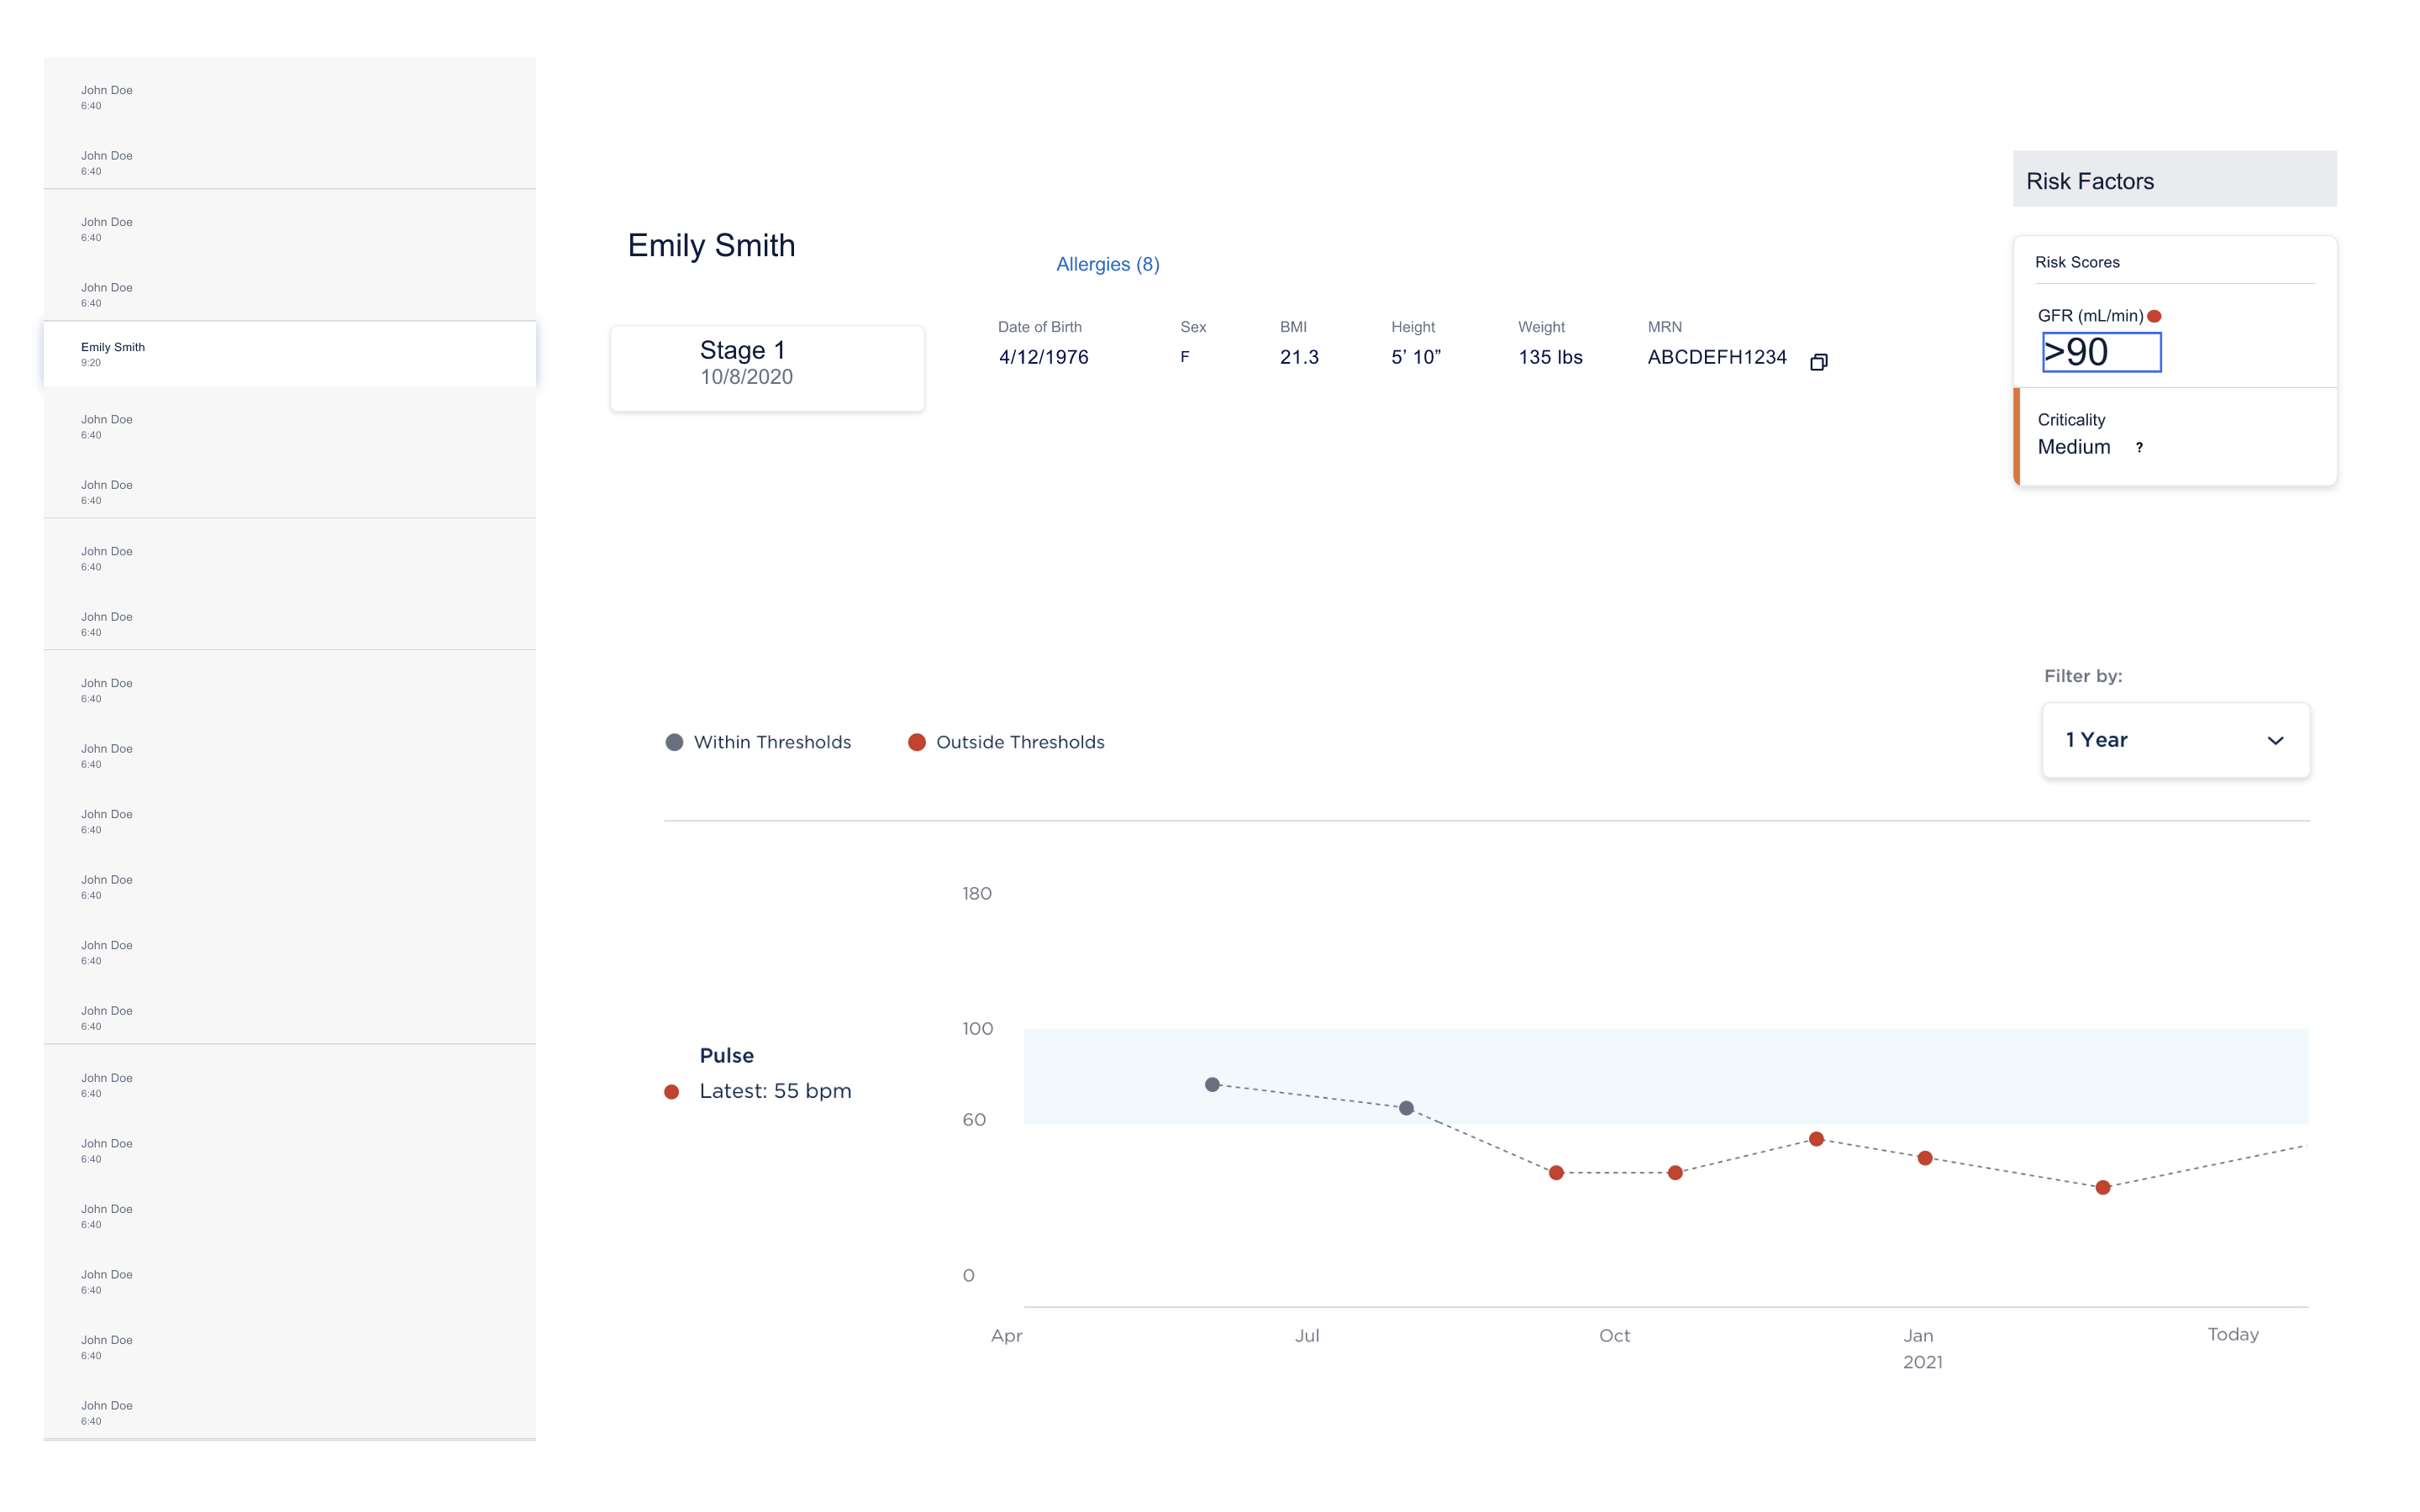 John Doe
6:40
John Doe
6:40
John Doe
6:40
John Doe
6:40
Emily Smith
9:20
John Doe
6:40
John Doe
6:40
John Doe
6:40
John Doe
6:40
John Doe
6:40
John Doe
6:40
John Doe
6:40
John Doe
6:40
John Doe
6:40
John Doe
6:40
John Doe
6:40
John Doe
6:40
John Doe
6:40
John Doe
6:40
John Doe
6:40
John Doe
6:40
Emily Smith
Allergies (8)
Stage 1
10/8/2020
Date of Birth Sex BMI Height Weight MRN
4/12/1976 F 21.3 5’ 10” 135 lbs ABCDEFH1234
Risk Factors
Risk Scores
GFR (mL/min)
>90
Criticality
Medium ?
Filter by:
1 Year
Within Thresholds Outside Thresholds
Pulse
Latest: 55 bpm
180
100
60
0
Apr Jul Oct Jan Today
2021